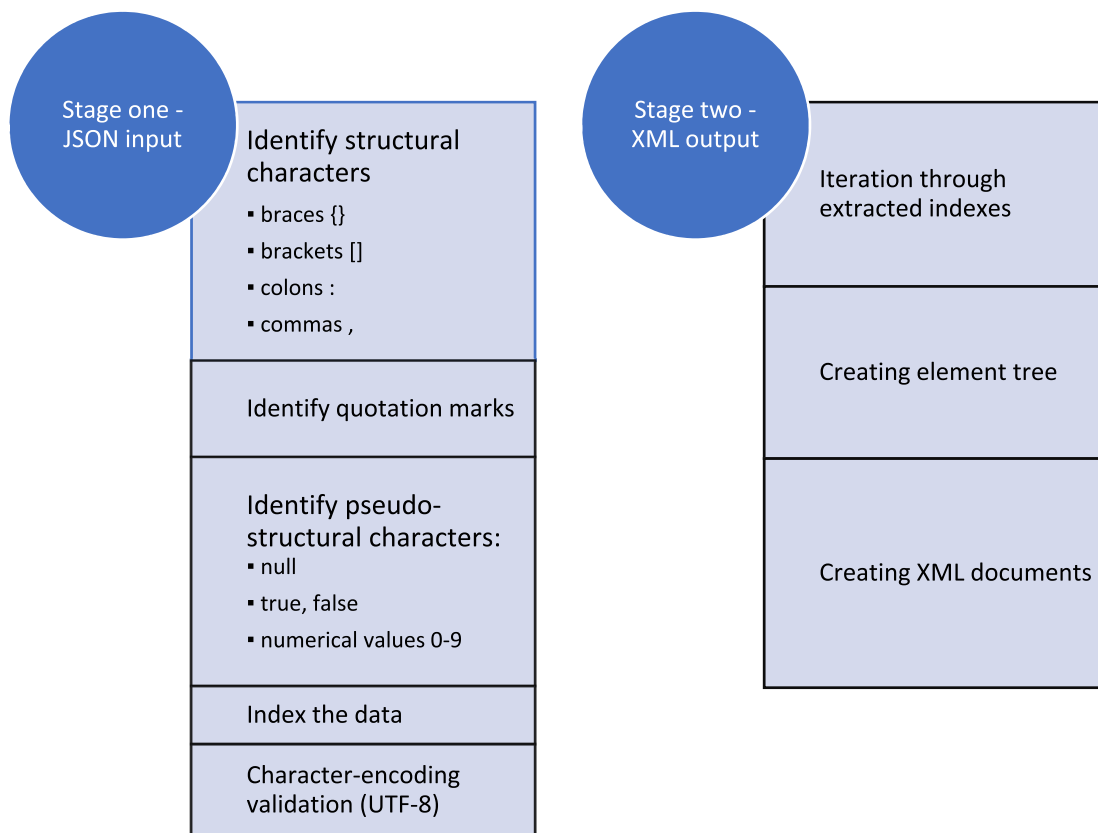 Stage one -
JSON input
Identify structural
characters
▪ braces {}
▪ brackets []
▪ colons :
▪ commas ,
Identify quotation marks
Identify pseudo-
structural characters:
▪ null
▪ true, false
▪ numerical values 0-9
Index the data
Character-encoding
validation (UTF-8)
Stage two -
XML output
Iteration through
extracted indexes
Creating element tree
Creating XML documents